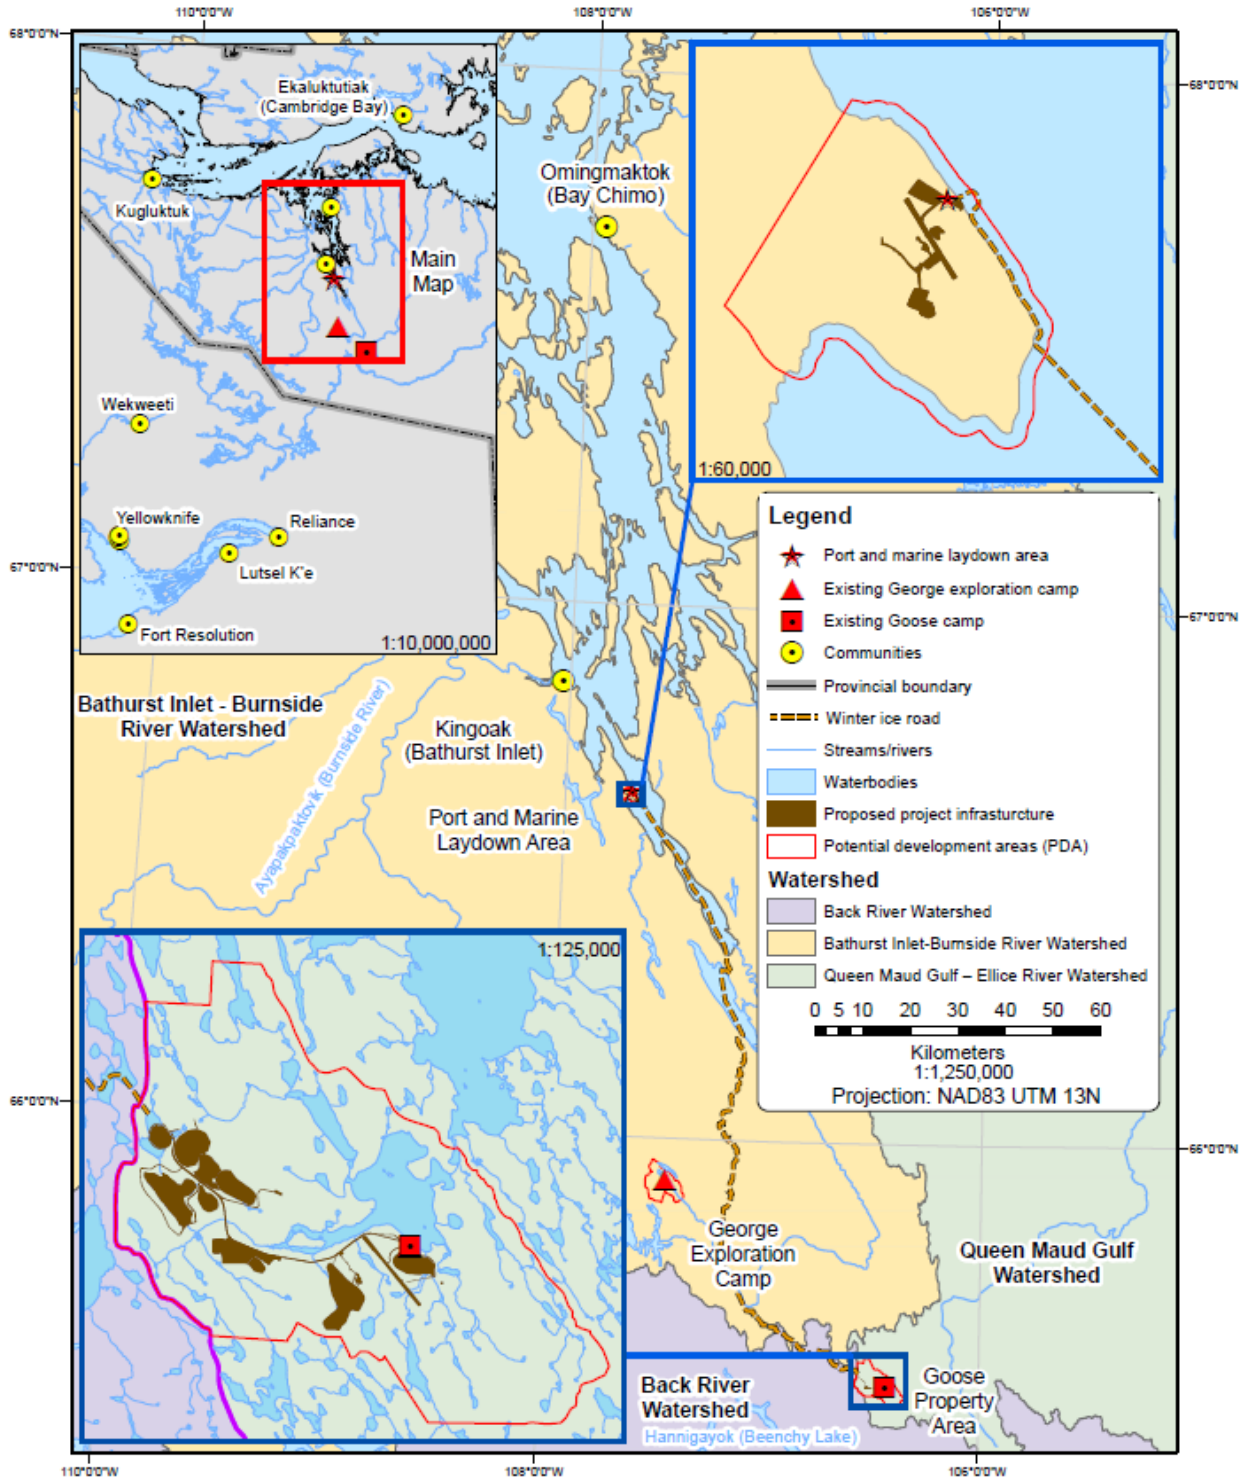 110°0'0"W
108°0'0"W
106°0'0"W
68°0'0"N
68°0'0"N
Ekaluktutiak
(Cambridge Bay)
Kugluktuk
Main
Map
Wekweeti
Yellowknife
Reliance
Lutsel K'e
Fort Resolution
1:10,000,000
Omingmaktok
(Bay Chimo)
1:60,000
67°0'0"N
67°0'0"N
Legend
Port and marine laydown area
Existing George exploration camp
Existing Goose camp
Communities
Provincial boundary
Winter ice road
Streams/rivers
Waterbodies
Proposed project infrasturcture
Potential development areas (PDA)
Watershed
Back River Watershed
Bathurst Inlet-Burnside River Watershed
Queen Maud Gulf – Ellice River Watershed
0 5 10 20 30 40 50 60
Kilometers
1:1,250,000
Projection: NAD83 UTM 13N
Bathurst Inlet - Burnside
River Watershed
Ayapakpaktovik (Burnside River)
Kingoak
(Bathurst Inlet)
Port and Marine
Laydown Area
1:125,000
66°0'0"N
66°0'0"N
George
Exploration
Camp
Queen Maud Gulf
Watershed
Back River
Watershed
Hannigayok (Beenchy Lake)
Goose
Property
Area
110°0'0"W
108°0'0"W
106°0'0"W